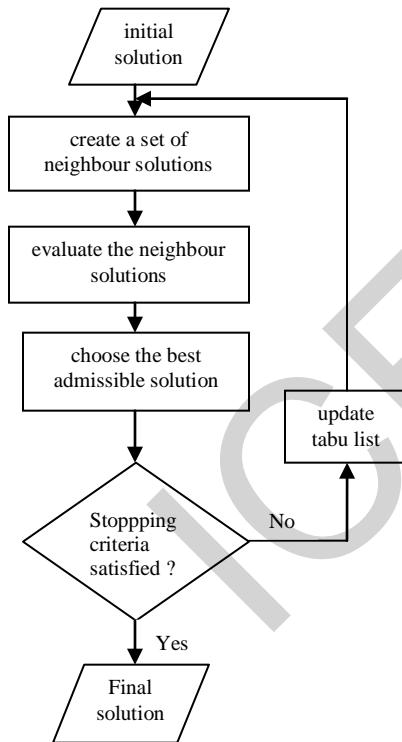 initial
solution
create a set of
neighbour solutions
evaluate the neighbour
solutions
choose the best
admissible solution
update
tabu list
Stoppping
criteria
satisfied ?
No
Yes
Final
solution